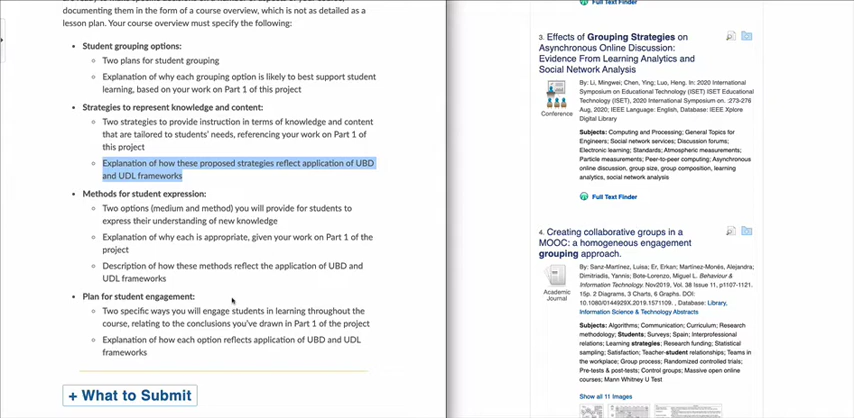 documenting them in the form of a course overview, which is not as detailed as a
lesson plan. Your course overview must specify the following:
• Student grouping options:
Two plans for student grouping
Explanation of why each grouping option is likely to best support student
learning, based on your work on Part 1 of this project
• Strategies to represent knowledge and content:
Two strategies to provide instruction in terms of knowledge and content
that are tailored to students' needs, referencing your work on Part 1 of
this project
Explanation of how these proposed strategies reflect application of UBD
and UDL frameworks
• Methods for student expression:
Two options (medium and method) you will provide for students to
express their understanding of new knowledge
Explanation of why each is appropriate, given your work on Part 1 of the
project
Description of how these methods reflect the application of UBD and
UDL frameworks
• Plan for student engagement:
Two specific ways you will engage students in learning throughout the
course, relating to the conclusions you've drawn in Part 1 of the project
Explanation of how each option reflects application of UBD and UDL
frameworks
+ What to Submit
Full Text Finder
3. Effects of Grouping Strategies on
Asynchronous Online Discussion:
Evidence From Learning Analytics and
Social Network Analysis
Conference
By: Li, Mingwei; Chen, Ying; Luo, Heng. In: 2020 International
Symposium on Educational Technology (ISET) ISET Educational
Technology (ISET), 2020 International Symposium on. :273-276
Aug, 2020; IEEE Language: English, Database: IEEE Xplore
Digital Library
Subjects: Computing and Processing; General Topics for
Engineers; Social network services; Discussion forums;
Electronic learning; Standards; Atmospheric measurements;
Particle measurements; Peer-to-peer computing; Asynchronous
online discussion, group size, group composition, learning
analytics, social network analysis
Full Text Finder
4. Creating collaborative groups in a
MOOC: a homogeneous engagement
grouping approach.
Academic
Journal
By: Sanz-Martínez, Luisa; Er, Erkan; Martínez-Monés, Alejandra;
Dimitriadis, Yannis; Bote-Lorenzo, Miguel L. Behaviour &
Information Technology. Nov2019, Vol. 38 Issue 11, p1107-1121.
15p. 2 Diagrams, 3 Charts, 6 Graphs. DOI:
10.1080/0144929X.2019.1571109. , Database: Library,
Information Science & Technology Abstracts
Subjects: Algorithms; Communication; Curriculum; Research
methodology; Students; Surveys; Spain; Interprofessional
relations; Learning strategies; Research funding; Statistical
sampling; Satisfaction; Teacher-student relationships; Teams in
the workplace; Group process; Randomized controlled trials;
Pre-tests & post-tests; Control groups; Massive open online
courses; Mann Whitney U Test
Show all 11 Images